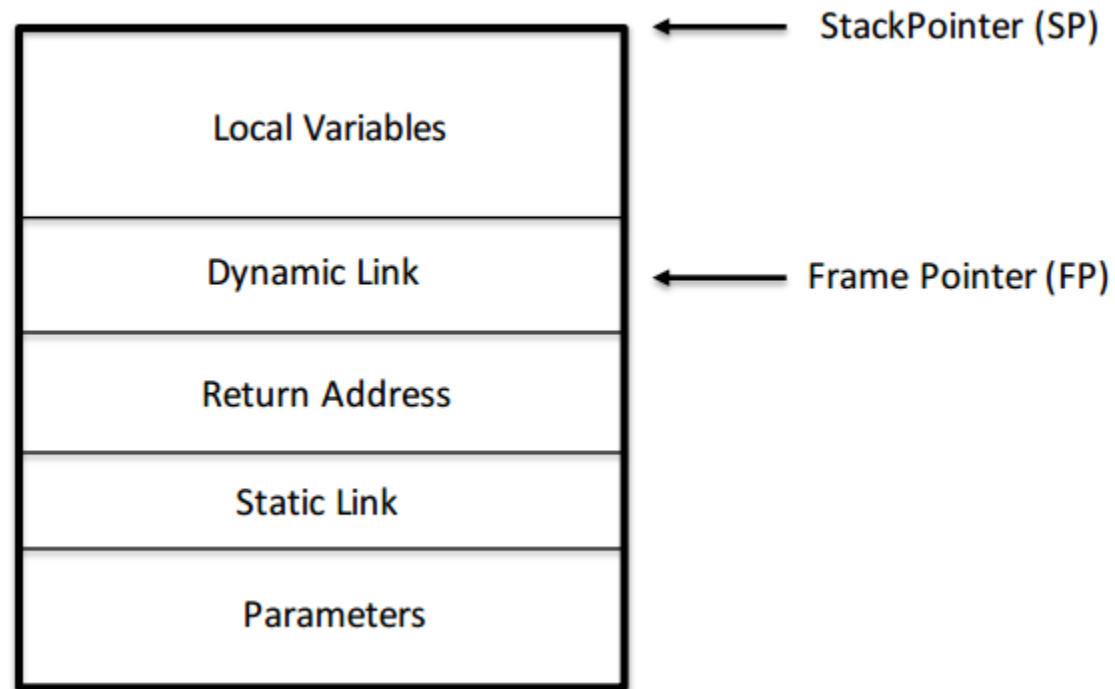 StackPointer (SP)
Local Variables
Dynamic Link
Frame Pointer (FP)
Return Address
Static Link
Parameters